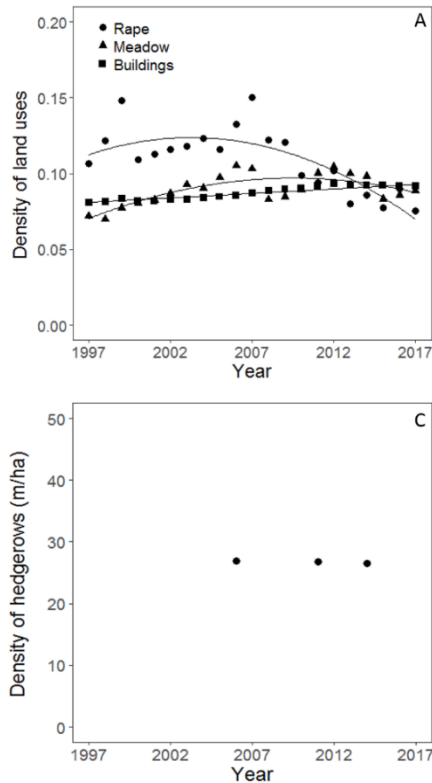 A
Rape
Meadow
Buildings
Density of land uses
0.20
0.15
0.10
0.05
0.00
1997 2002 2007 2012 2017
Year
C
Density of hedgerows (m/ha)
50
40
30
20
10
0
1997 2002 2007 2012 2017
Year